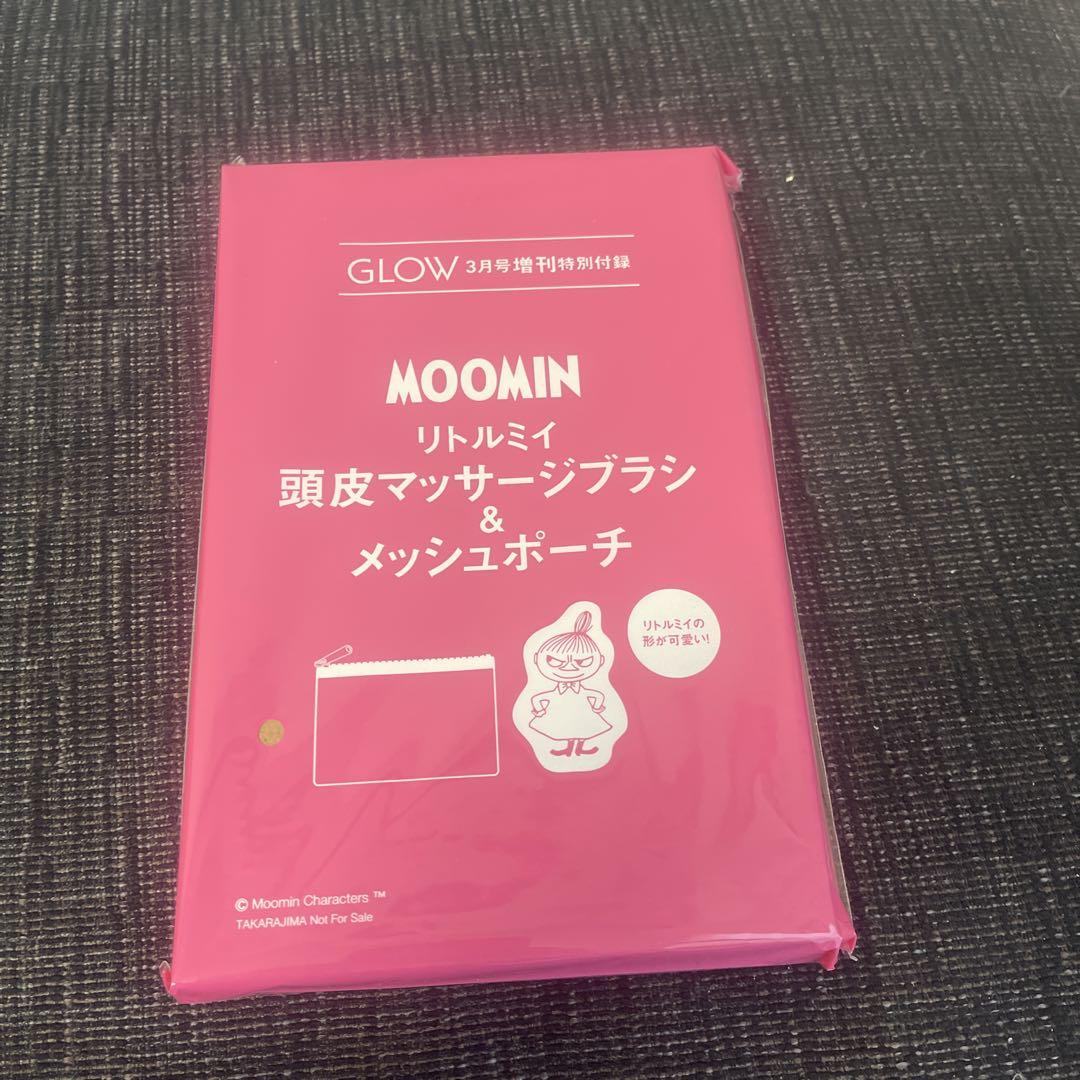 GLOW 3月号増刊特別付録
MOOMIN
リトルミイ
頭皮マッサージブラシ
&
メッシュポーチ
リトルミイの
形が可愛い!
© Moomin Characters ™
TAKARAJIMA Not For Sale